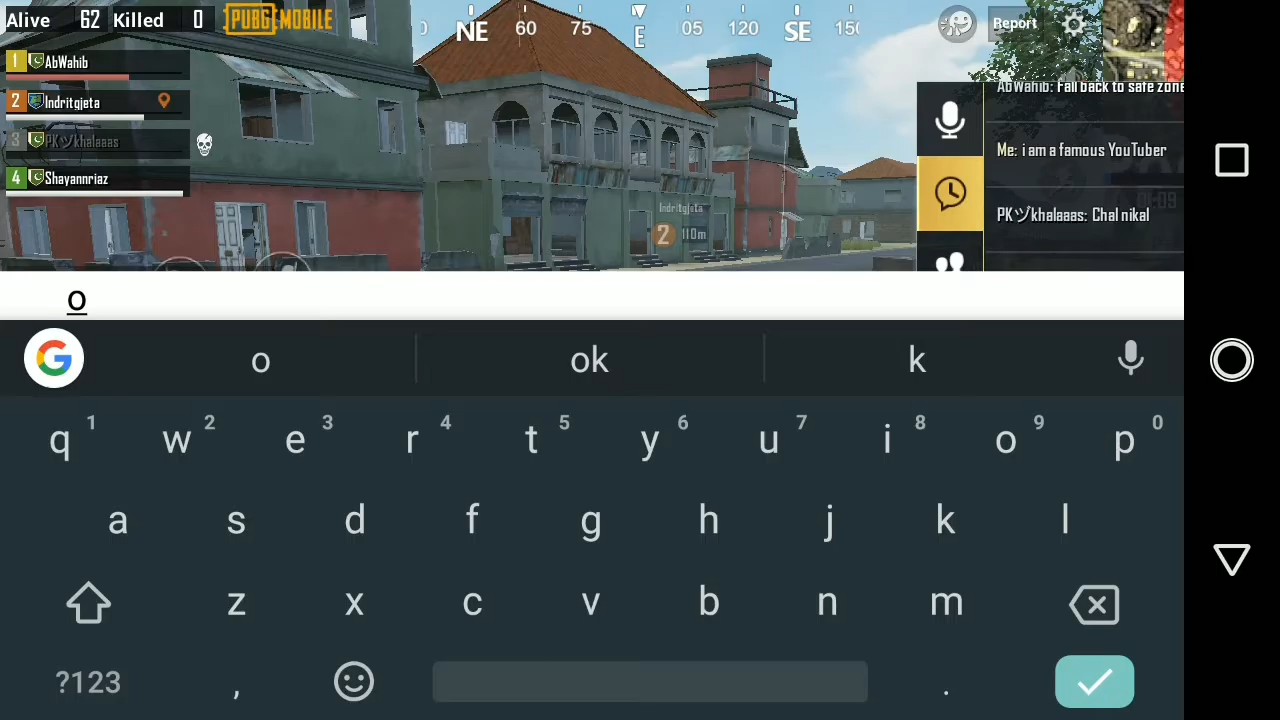 Alive 62 Killed 0 PUBG MOBILE
NE 60 75 E 05 120 SE
Report
1 AbWahib
2 Indritgjeta
3 PKツkhalaaas
4 Shayannriaz
AbWahib: Fall back to safe zone
Me: i am a famous YouTuber
PKツkhalaaas: Chal nikal
Indritgjeta
2 110m
o
G o ok k
q 1 w 2 e 3 r 4 t 5 y 6 u 7 i 8 o 9 p 0
a s d f g h j k l
z x c v b n m
?123 , .